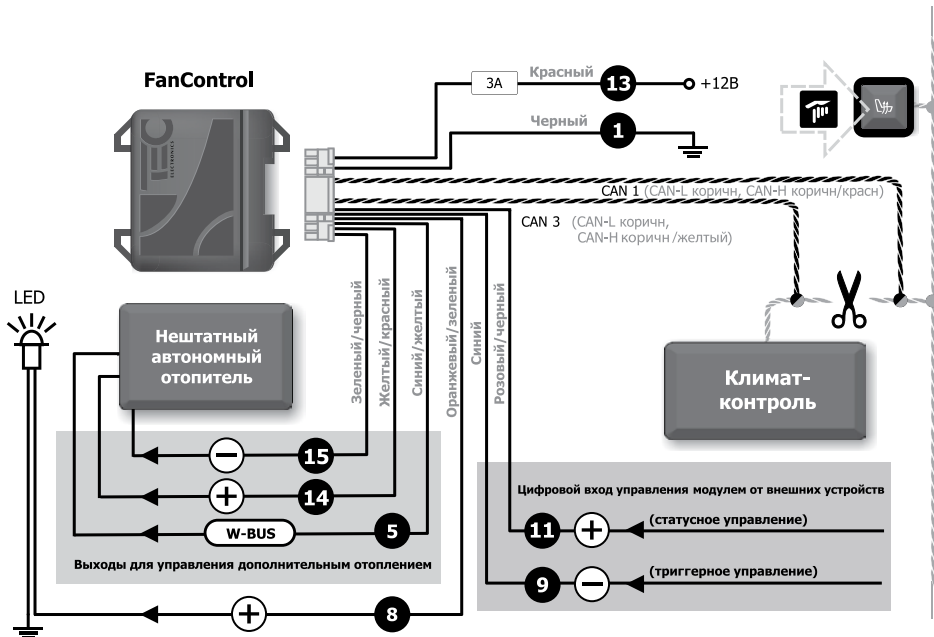 FanControl
TEC
ELECTRONICS
3А
Красный
13
+12В
Черный
1
CAN 1 (CAN-L коричн, CAN-H коричн/красн)
CAN 3 (CAN-L коричн,
CAN-H коричн/желтый)
LED
Нештатный
автономный
отопитель
Зеленый/черный
Желтый/красный
Синий/желтый
Оранжевый/зеленый
Синий
Розовый/черный
Климат-
контроль
15
14
W-BUS
5
Выходы для управления дополнительным отоплением
8
Цифровой вход управления модулем от внешних устройств
11
(статусное управление)
9
(триггерное управление)